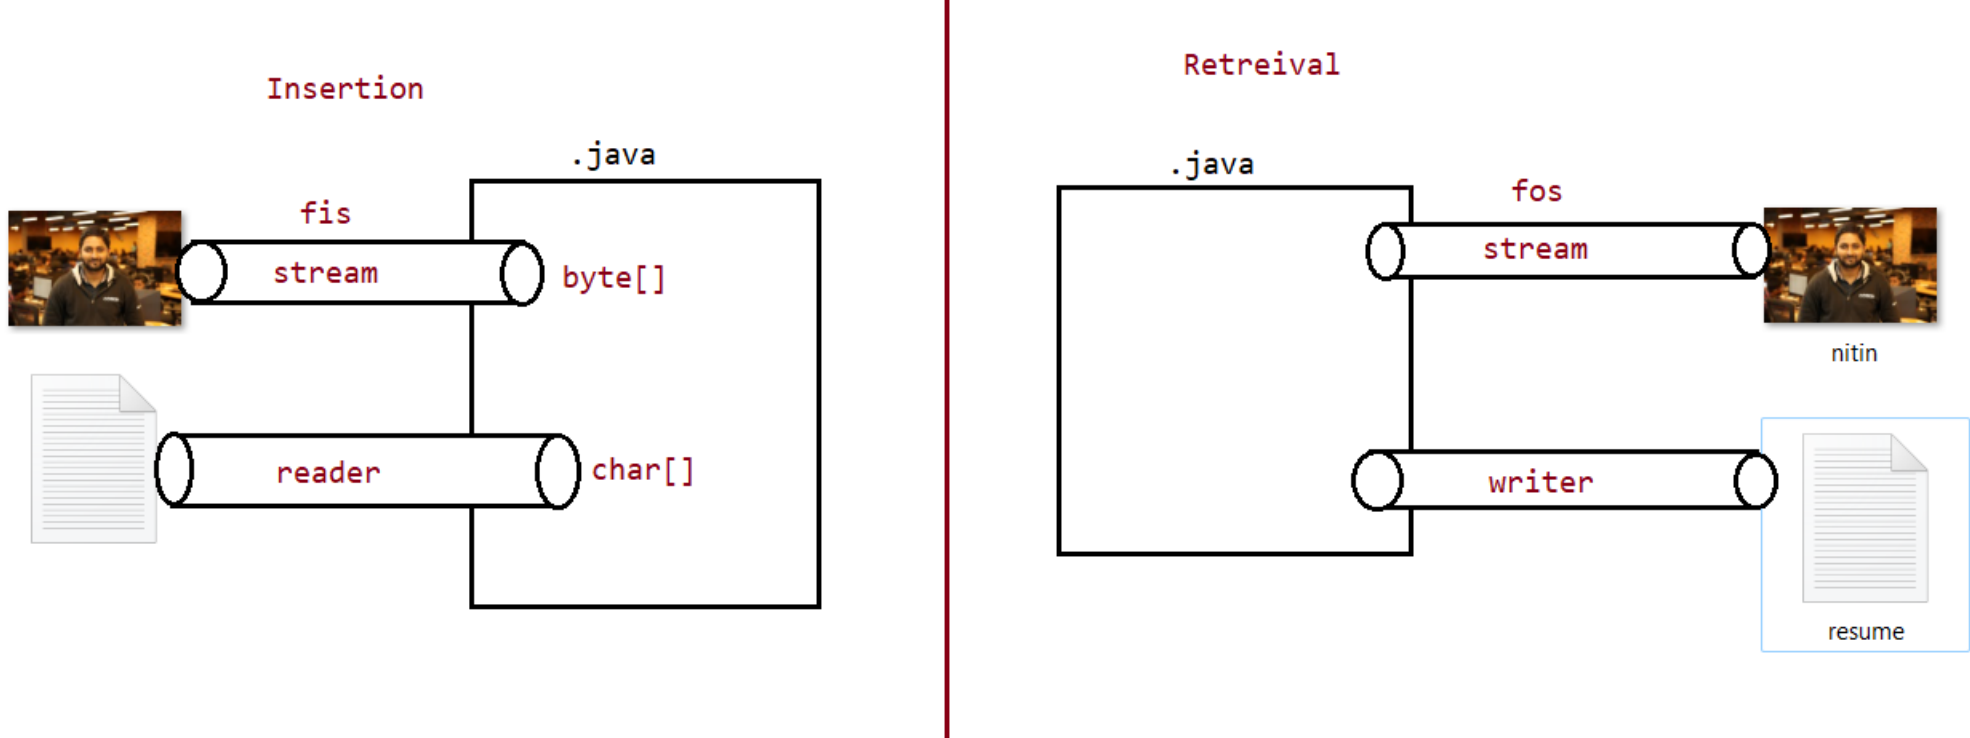 Insertion
.java
fis
stream
byte[]
reader
char[]
Retreival
.java
fos
stream
nitin
writer
resume